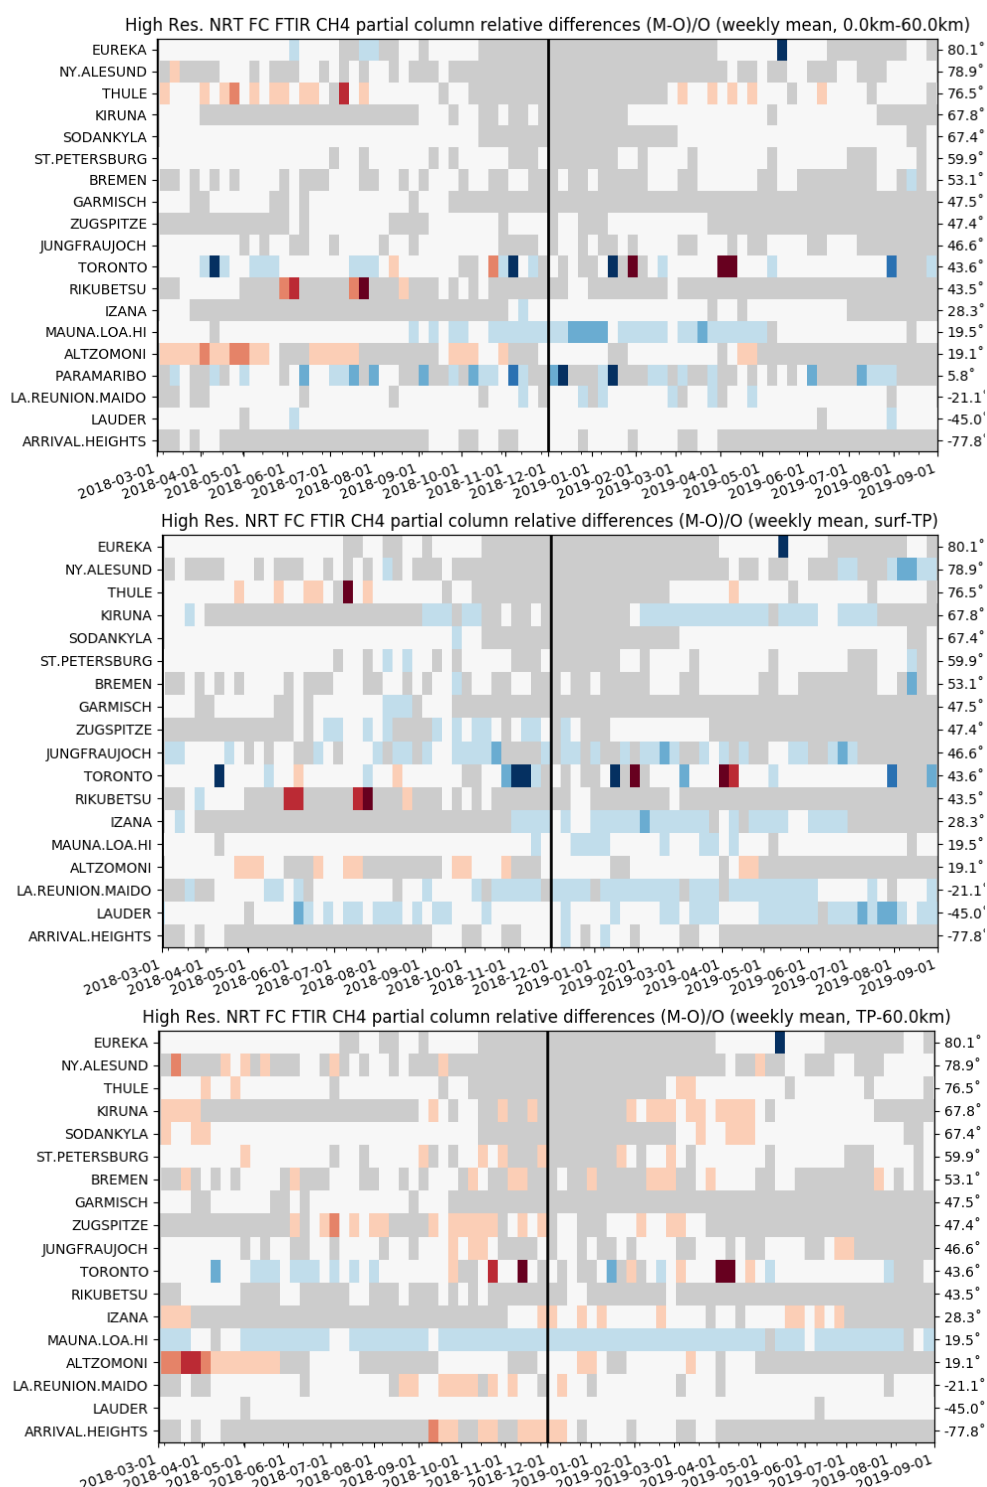 High Res. NRT FC FTIR CH4 partial column relative differences (M-O)/O (weekly mean, 0.0km-60.0km)
EUREKA 80.1˚
NY.ALESUND 78.9˚
THULE 76.5˚
KIRUNA 67.8˚
SODANKYLA 67.4˚
ST.PETERSBURG 59.9˚
BREMEN 53.1˚
GARMISCH 47.5˚
ZUGSPITZE 47.4˚
JUNGFRAUJOCH 46.6˚
TORONTO 43.6˚
RIKUBETSU 43.5˚
IZANA 28.3˚
MAUNA.LOA.HI 19.5˚
ALTZOMONI 19.1˚
PARAMARIBO 5.8˚
LA.REUNION.MAIDO -21.1˚
LAUDER -45.0˚
ARRIVAL.HEIGHTS -77.8˚
2018-03-01 2018-04-01 2018-05-01 2018-06-01 2018-07-01 2018-08-01 2018-09-01 2018-10-01 2018-11-01 2018-12-01 2019-01-01 2019-02-01 2019-03-01 2019-04-01 2019-05-01 2019-06-01 2019-07-01 2019-08-01 2019-09-01
High Res. NRT FC FTIR CH4 partial column relative differences (M-O)/O (weekly mean, surf-TP)
EUREKA 80.1˚
NY.ALESUND 78.9˚
THULE 76.5˚
KIRUNA 67.8˚
SODANKYLA 67.4˚
ST.PETERSBURG 59.9˚
BREMEN 53.1˚
GARMISCH 47.5˚
ZUGSPITZE 47.4˚
JUNGFRAUJOCH 46.6˚
TORONTO 43.6˚
RIKUBETSU 43.5˚
IZANA 28.3˚
MAUNA.LOA.HI 19.5˚
ALTZOMONI 19.1˚
LA.REUNION.MAIDO -21.1˚
LAUDER -45.0˚
ARRIVAL.HEIGHTS -77.8˚
2018-03-01 2018-04-01 2018-05-01 2018-06-01 2018-07-01 2018-08-01 2018-09-01 2018-10-01 2018-11-01 2018-12-01 2019-01-01 2019-02-01 2019-03-01 2019-04-01 2019-05-01 2019-06-01 2019-07-01 2019-08-01 2019-09-01
High Res. NRT FC FTIR CH4 partial column relative differences (M-O)/O (weekly mean, TP-60.0km)
EUREKA 80.1˚
NY.ALESUND 78.9˚
THULE 76.5˚
KIRUNA 67.8˚
SODANKYLA 67.4˚
ST.PETERSBURG 59.9˚
BREMEN 53.1˚
GARMISCH 47.5˚
ZUGSPITZE 47.4˚
JUNGFRAUJOCH 46.6˚
TORONTO 43.6˚
RIKUBETSU 43.5˚
IZANA 28.3˚
MAUNA.LOA.HI 19.5˚
ALTZOMONI 19.1˚
LA.REUNION.MAIDO -21.1˚
LAUDER -45.0˚
ARRIVAL.HEIGHTS -77.8˚
2018-03-01 2018-04-01 2018-05-01 2018-06-01 2018-07-01 2018-08-01 2018-09-01 2018-10-01 2018-11-01 2018-12-01 2019-01-01 2019-02-01 2019-03-01 2019-04-01 2019-05-01 2019-06-01 2019-07-01 2019-08-01 2019-09-01